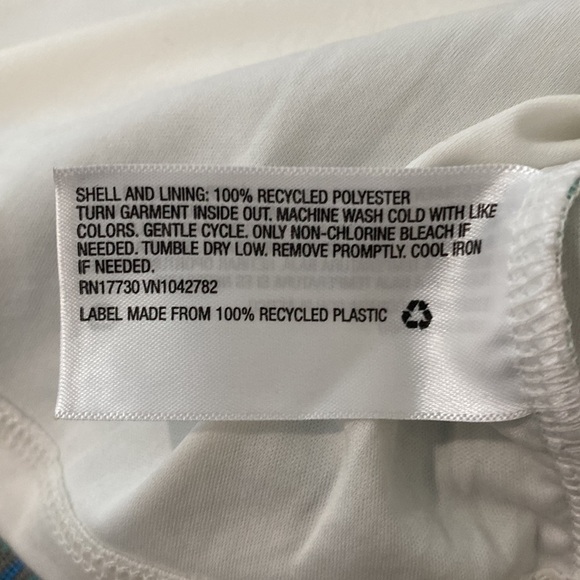 SHELL AND LINING: 100% RECYCLED POLYESTER
TURN GARMENT INSIDE OUT. MACHINE WASH COLD WITH LIKE
COLORS. GENTLE CYCLE. ONLY NON-CHLORINE BLEACH IF
NEEDED. TUMBLE DRY LOW. REMOVE PROMPTLY. COOL IRON
IF NEEDED.
RN17730 VN1042782
LABEL MADE FROM 100% RECYCLED PLASTIC